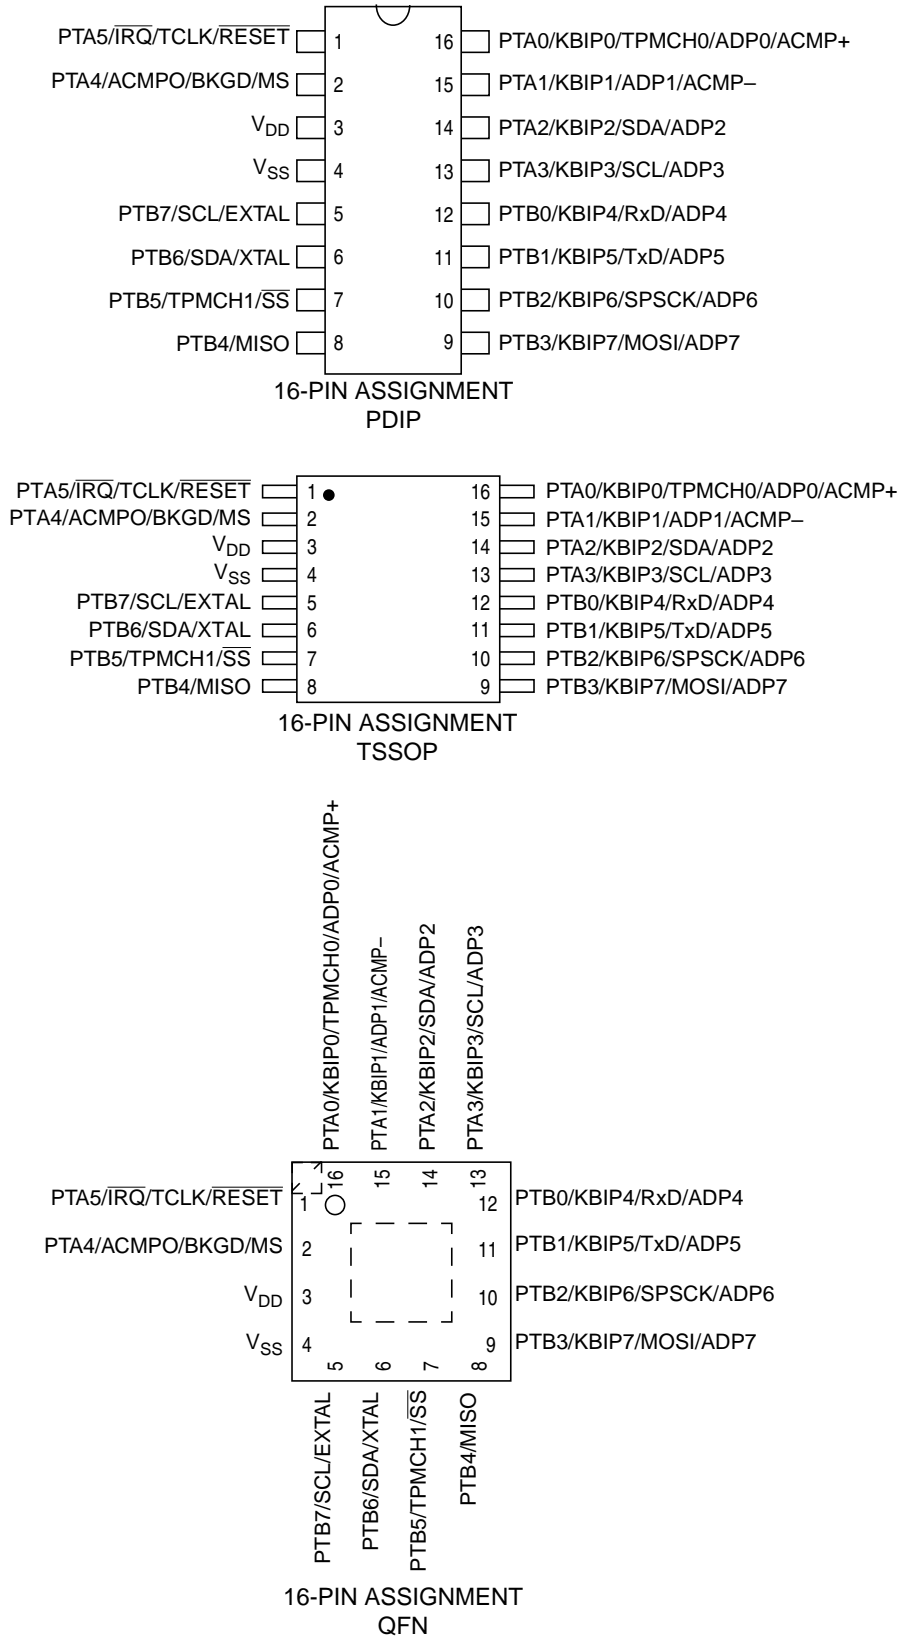 PTA5/IRQ/TCLK/RESET 1 16 PTA0/KBIP0/TPMCH0/ADP0/ACMP+
PTA4/ACMPO/BKGD/MS 2 15 PTA1/KBIP1/ADP1/ACMP–
VDD 3 14 PTA2/KBIP2/SDA/ADP2
VSS 4 13 PTA3/KBIP3/SCL/ADP3
PTB7/SCL/EXTAL 5 12 PTB0/KBIP4/RxD/ADP4
PTB6/SDA/XTAL 6 11 PTB1/KBIP5/TxD/ADP5
PTB5/TPMCH1/SS 7 10 PTB2/KBIP6/SPSCK/ADP6
PTB4/MISO 8 9 PTB3/KBIP7/MOSI/ADP7
16-PIN ASSIGNMENT
PDIP
PTA5/IRQ/TCLK/RESET 1 16 PTA0/KBIP0/TPMCH0/ADP0/ACMP+
PTA4/ACMPO/BKGD/MS 2 15 PTA1/KBIP1/ADP1/ACMP–
VDD 3 14 PTA2/KBIP2/SDA/ADP2
VSS 4 13 PTA3/KBIP3/SCL/ADP3
PTB7/SCL/EXTAL 5 12 PTB0/KBIP4/RxD/ADP4
PTB6/SDA/XTAL 6 11 PTB1/KBIP5/TxD/ADP5
PTB5/TPMCH1/SS 7 10 PTB2/KBIP6/SPSCK/ADP6
PTB4/MISO 8 9 PTB3/KBIP7/MOSI/ADP7
16-PIN ASSIGNMENT
TSSOP
PTA0/KBIP0/TPMCH0/ADP0/ACMP+
PTA1/KBIP1/ADP1/ACMP–
PTA2/KBIP2/SDA/ADP2
PTA3/KBIP3/SCL/ADP3
16 15 14 13
PTA5/IRQ/TCLK/RESET 1 12 PTB0/KBIP4/RxD/ADP4
PTA4/ACMPO/BKGD/MS 2 11 PTB1/KBIP5/TxD/ADP5
VDD 3 10 PTB2/KBIP6/SPSCK/ADP6
VSS 4 9 PTB3/KBIP7/MOSI/ADP7
5 6 7 8
PTB7/SCL/EXTAL
PTB6/SDA/XTAL
PTB5/TPMCH1/SS
PTB4/MISO
16-PIN ASSIGNMENT
QFN